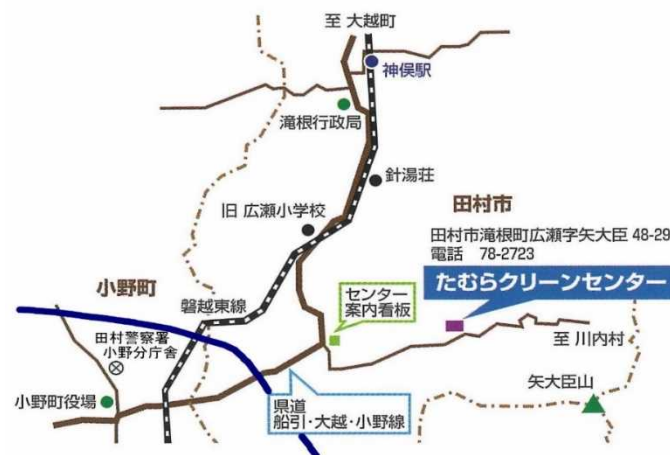 至 大越町
神俣駅
滝根行政局
針湯荘
旧 広瀬小学校
田村市
田村市滝根町広瀬字矢大臣 48-29
電話 78-2723
たむらクリーンセンター
小野町
磐越東線
センター
案内看板
田村警察署
小野分庁舎
至 川内村
矢大臣山
小野町役場
県道
船引・大越・小野線